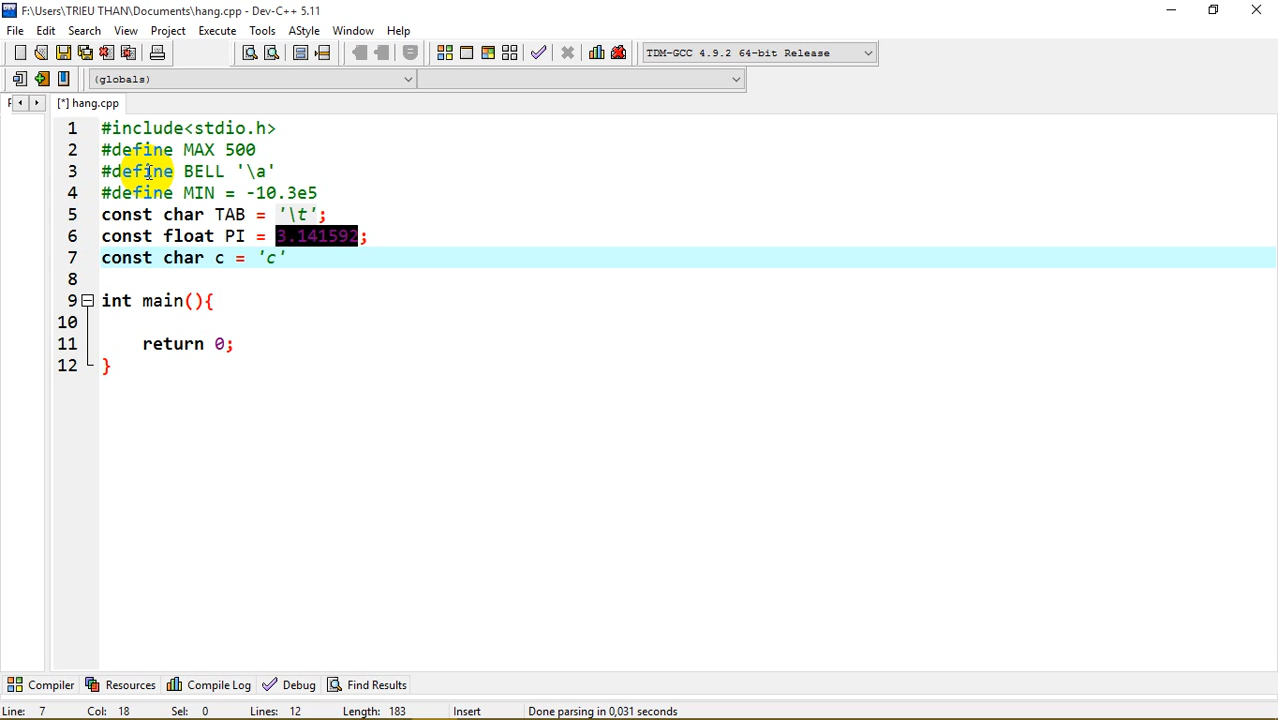 F:\Users\TRIEU THAN\Documents\hang.cpp - Dev-C++ 5.11
File Edit Search View Project Execute Tools AStyle Window Help
TDM-GCC 4.9.2 64-bit Release
(globals)
[*] hang.cpp
1 #include<stdio.h>
2 #define MAX 500
3 #define BELL '\a'
4 #define MIN = -10.3e5
5 const char TAB = '\t';
6 const float PI = 3.141592;
7 const char c = 'c'
8
9 int main(){
10
11 return 0;
12 }
Compiler Resources Compile Log Debug Find Results
Line: 7 Col: 18 Sel: 0 Lines: 12 Length: 183 Insert Done parsing in 0,031 seconds